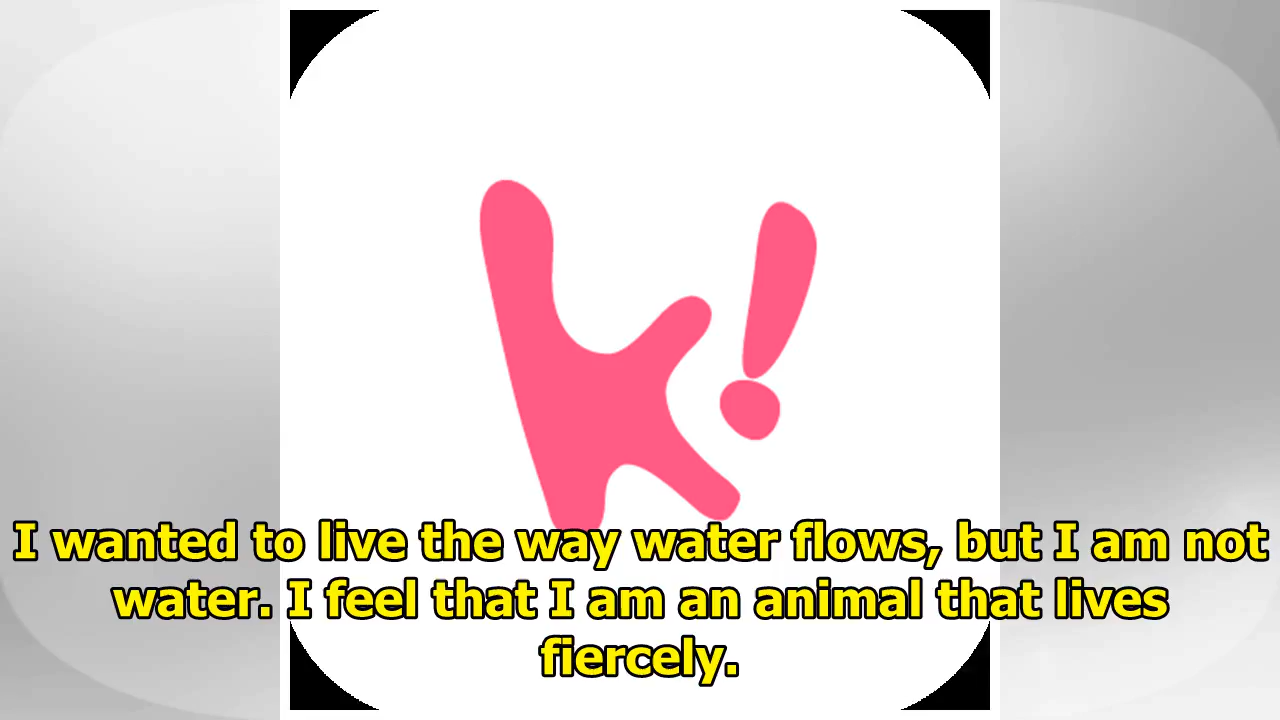 k!
I wanted to live the way water flows, but I am not
water. I feel that I am an animal that lives
fiercely.